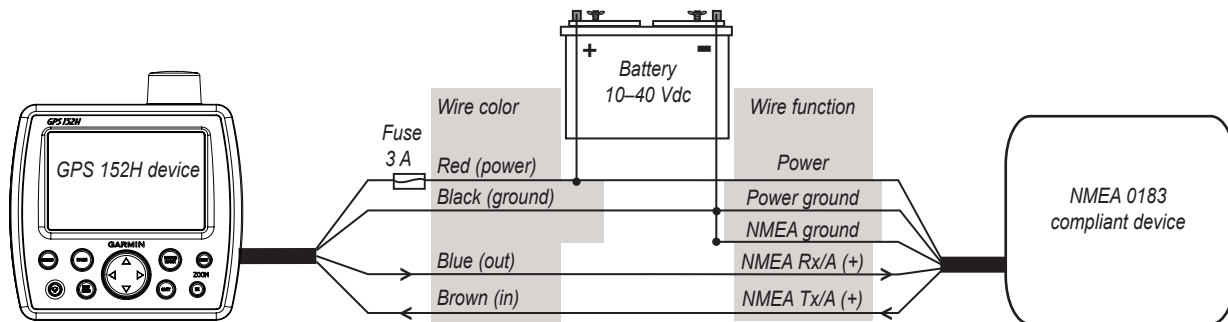 +
-
Battery
10–40 Vdc
Wire color
Wire function
GPS 152H
Fuse
3 A
GPS 152H device
Red (power)
Power
Black (ground)
Power ground
NMEA 0183
compliant device
NMEA ground
GARMIN
Blue (out)
NMEA Rx/A (+)
ZOOM
Brown (in)
NMEA Tx/A (+)